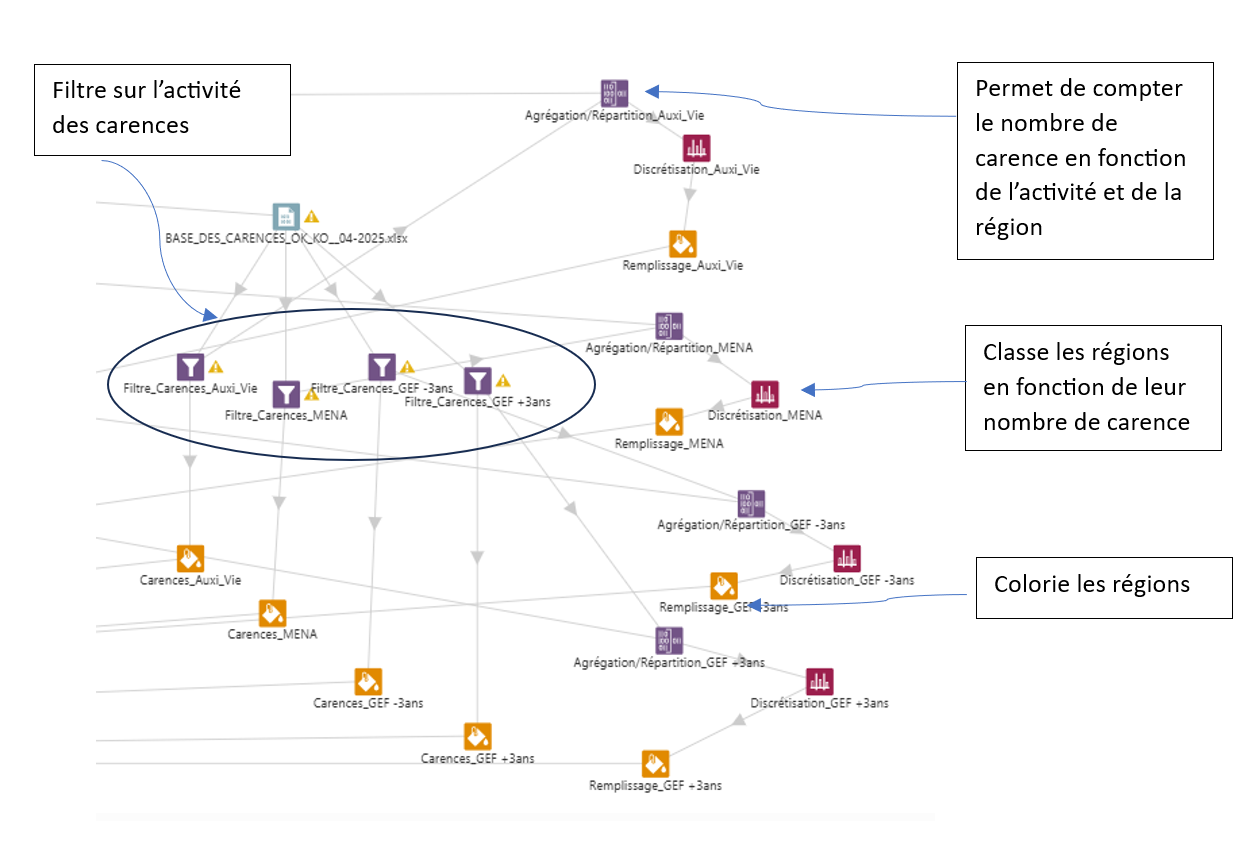 Filtre sur l’activité
des carences
Permet de compter
le nombre de
carence en fonction
de l’activité et de la
région
Agrégation/Répartition_Auxi_Vie
Discrétisation_Auxi_Vie
BASE_DES_CARENCES_OK_KO__04-2025.xlsx
Remplissage_Auxi_Vie
Agrégation/Répartition_MENA
Classe les régions
en fonction de leur
nombre de carence
Filtre_Carences_Auxi_Vie
Filtre_Carences_GEF -3ans
Filtre_Carences_GEF +3ans
Filtre_Carences_MENA
Discrétisation_MENA
Remplissage_MENA
Agrégation/Répartition_GEF -3ans
Carences_Auxi_Vie
Discrétisation_GEF -3ans
Colorie les régions
Remplissage_GEF -3ans
Carences_MENA
Agrégation/Répartition_GEF +3ans
Carences_GEF -3ans
Discrétisation_GEF +3ans
Carences_GEF +3ans
Remplissage_GEF +3ans